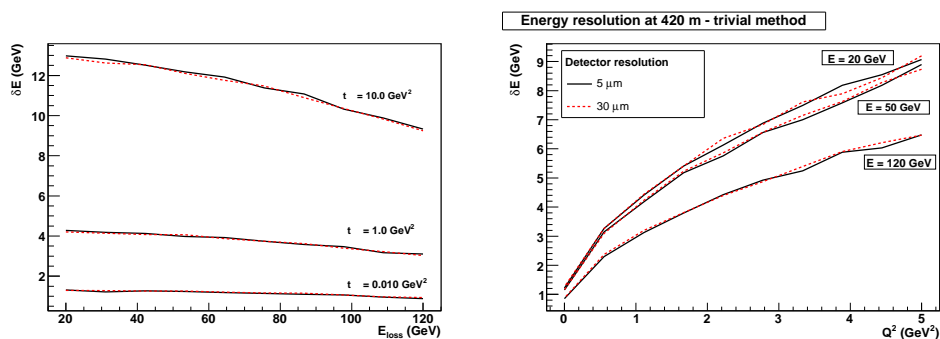 Energy resolution at 420 m - trivial method
δE (GeV)
12
10
8
6
4
2
t = 10.0 GeV²
t = 1.0 GeV²
t = 0.010 GeV²
20 40 60 80 100 120
E_loss (GeV)
δE (GeV)
9
8
7
6
5
4
3
2
1
Detector resolution
5 μm
30 μm
E = 20 GeV
E = 50 GeV
E = 120 GeV
0 1 2 3 4 5
Q² (GeV²)